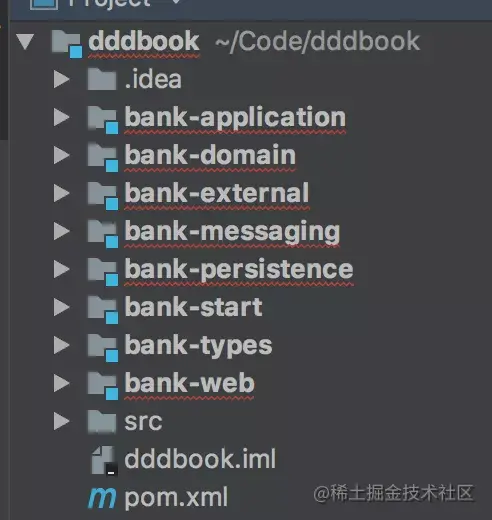 Project
dddbook ~/Code/dddbook
.idea
bank-application
bank-domain
bank-external
bank-messaging
bank-persistence
bank-start
bank-types
bank-web
src
dddbook.iml
m pom.xml
@稀土掘金技术社区